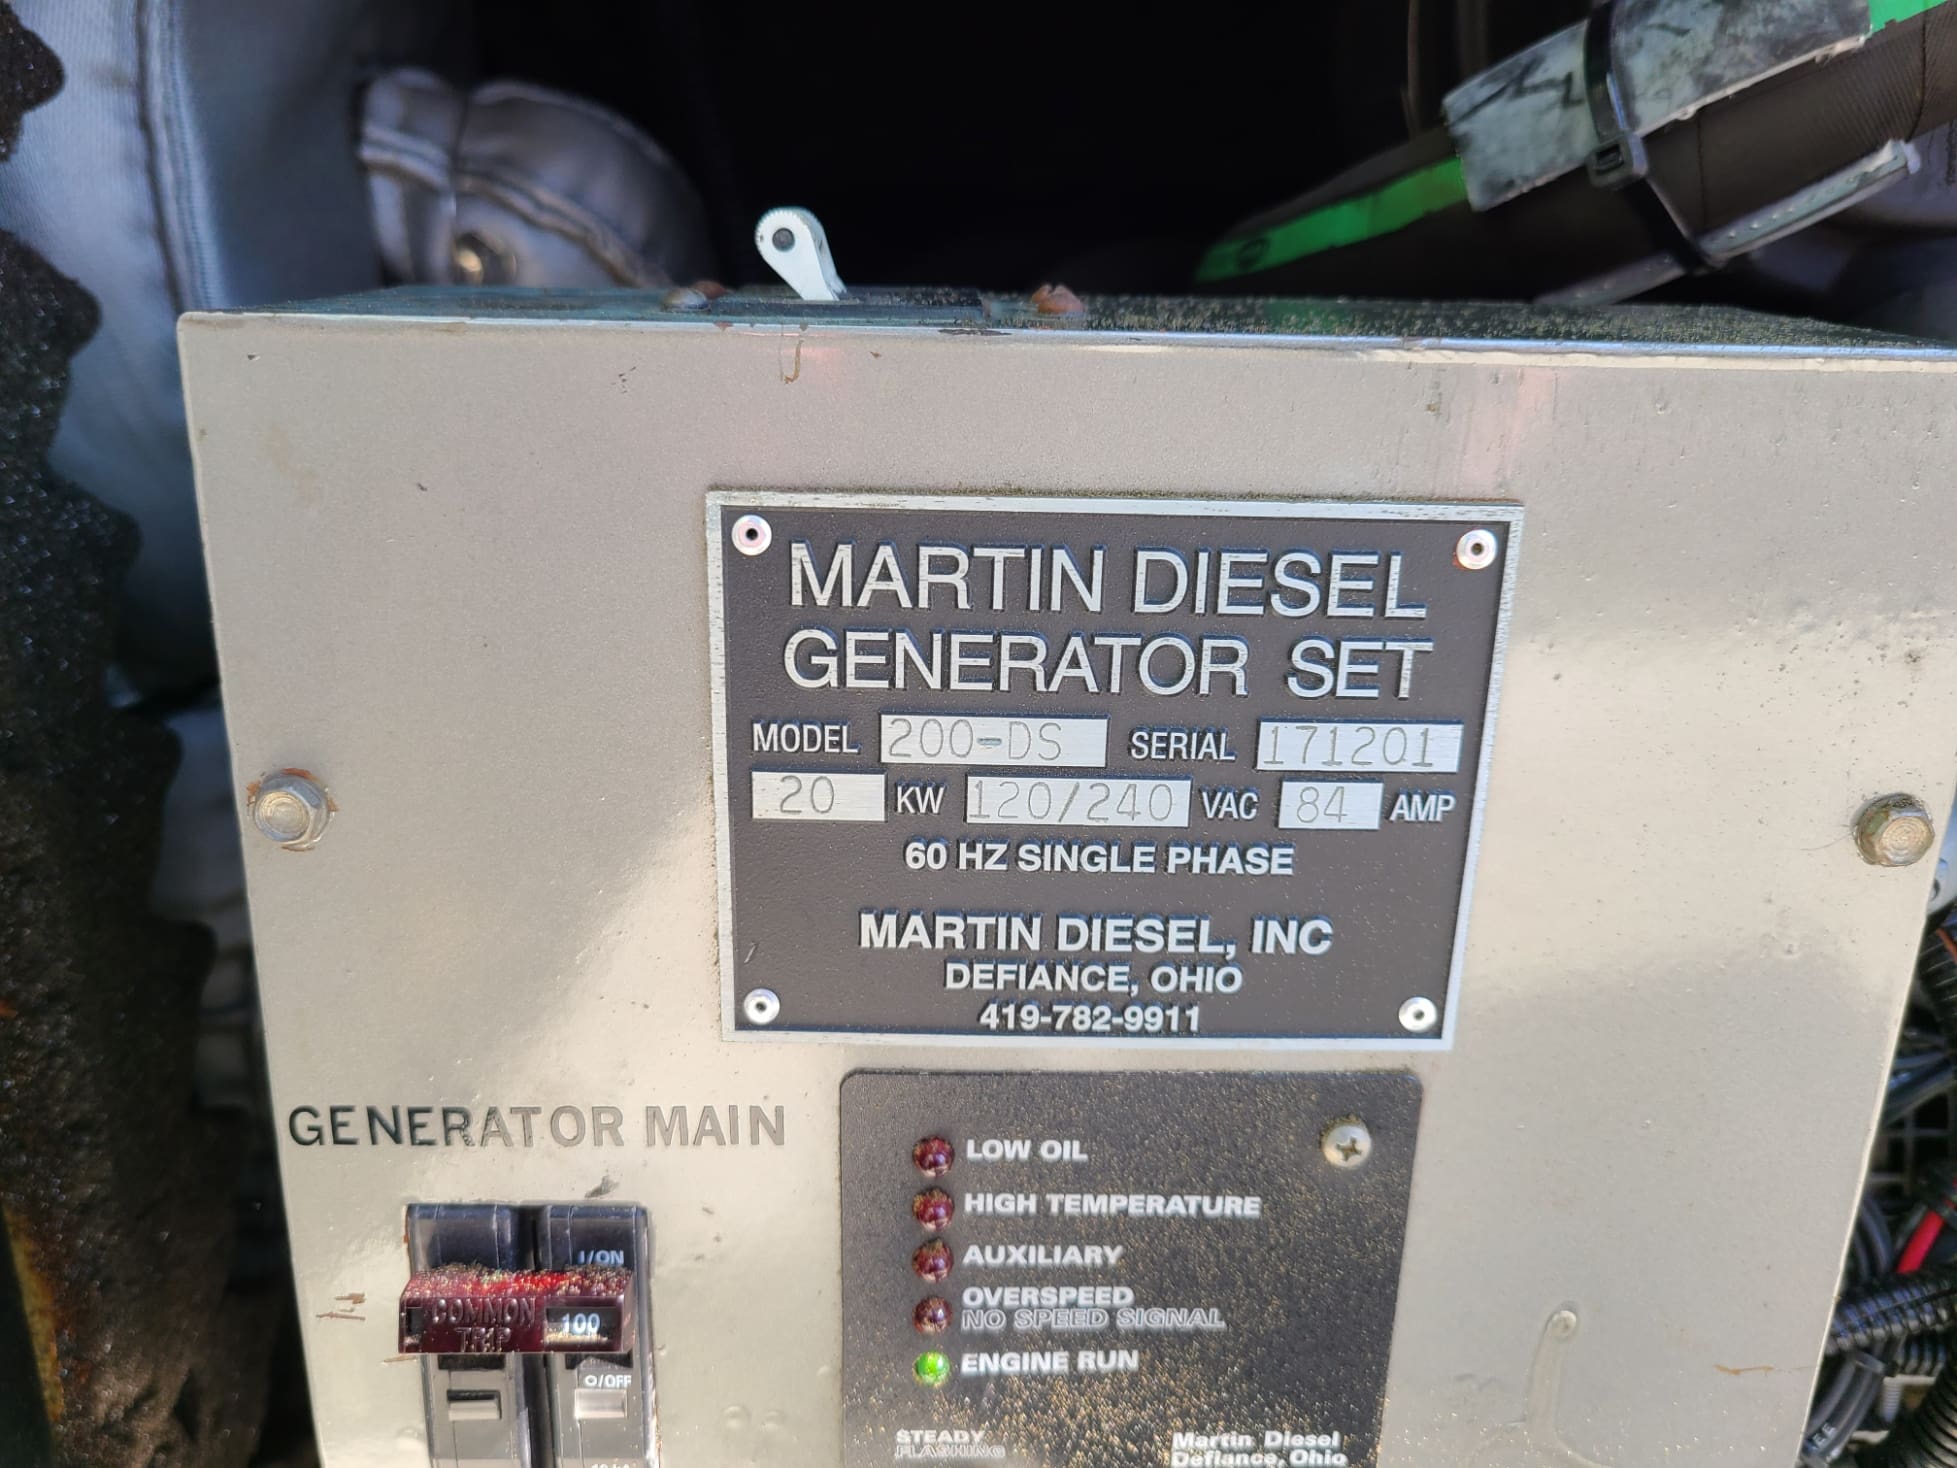 MARTIN DIESEL
GENERATOR SET
MODEL 200-DS SERIAL 171201
20 KW 120/240 VAC 84 AMP
60 HZ SINGLE PHASE
MARTIN DIESEL, INC
DEFIANCE, OHIO
419-782-9911
GENERATOR MAIN
I/ON
COMMON
TRIP
100
O/OFF
LOW OIL
HIGH TEMPERATURE
AUXILIARY
OVERSPEED
NO SPEED SIGNAL
ENGINE RUN
STEADY
FLASHING
Martin Diesel
Defiance, Ohio